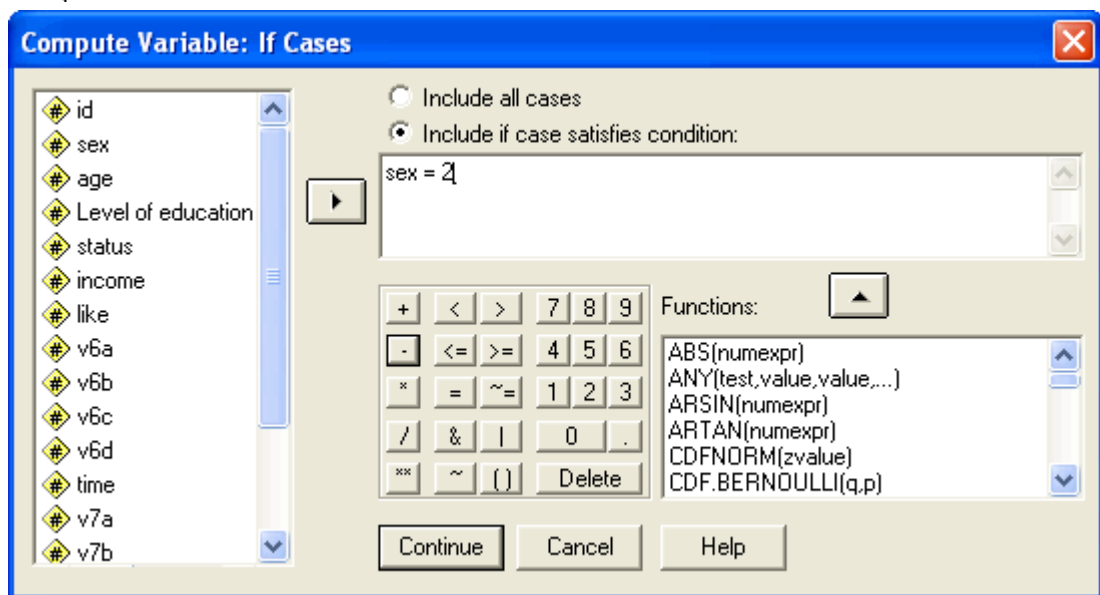 Compute Variable: If Cases
id
sex
age
Level of education
status
income
like
v6a
v6b
v6c
v6d
time
v7a
v7b
Include all cases
Include if case satisfies condition:
sex = 2
+ < > 7 8 9
- <= >= 4 5 6
* = ~= 1 2 3
/ & | 0 .
** ~ () Delete
Functions:
ABS(numexpr)
ANY(test,value,value,...)
ARSIN(numexpr)
ARTAN(numexpr)
CDFNORM(zvalue)
CDF.BERNOULLI(q,p)
Continue Cancel Help